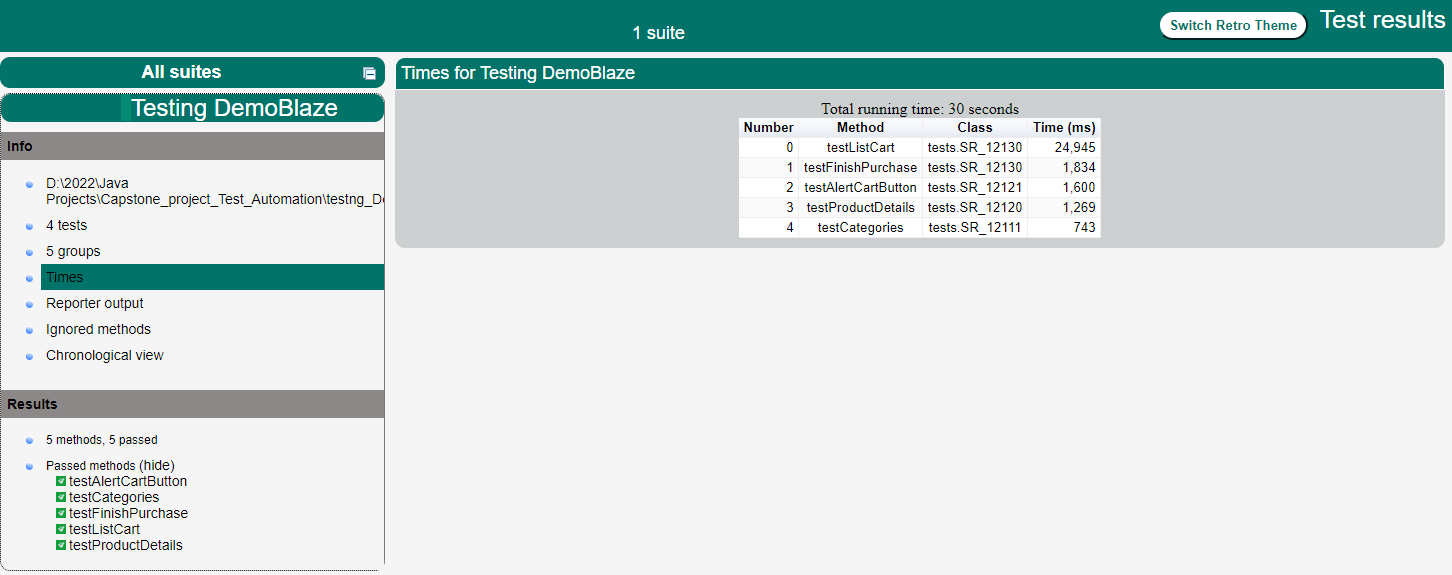 1 suite
Switch Retro Theme
Test results
All suites
Testing DemoBlaze
Info
D:\2022\Java
Projects\Capstone_project_Test_Automation\testng_De
4 tests
5 groups
Times
Reporter output
Ignored methods
Chronological view
Results
5 methods, 5 passed
Passed methods (hide)
testAlertCartButton
testCategories
testFinishPurchase
testListCart
testProductDetails
Times for Testing DemoBlaze
Total running time: 30 seconds
Number Method Class Time (ms)
0 testListCart tests.SR_12130 24,945
1 testFinishPurchase tests.SR_12130 1,834
2 testAlertCartButton tests.SR_12121 1,600
3 testProductDetails tests.SR_12120 1,269
4 testCategories tests.SR_12111 743